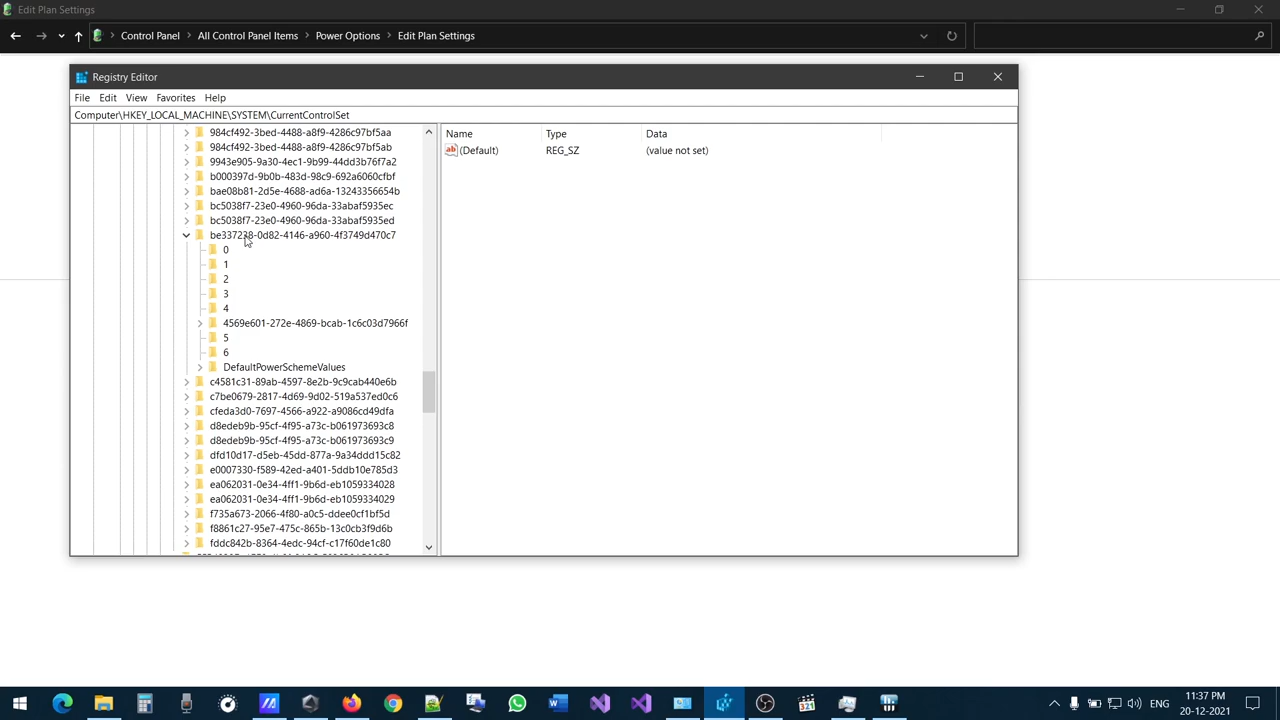 Edit Plan Settings
Control Panel
All Control Panel Items
Power Options
Edit Plan Settings
Registry Editor
File Edit View Favorites Help
Computer\HKEY_LOCAL_MACHINE\SYSTEM\CurrentControlSet
Name Type Data
(Default) REG_SZ (value not set)
984cf492-3bed-4488-a8f9-4286c97bf5aa
984cf492-3bed-4488-a8f9-4286c97bf5ab
9943e905-9a30-4ec1-9b99-44dd3b76f7a2
b000397d-9b0b-483d-98c9-692a6060cfbf
bae08b81-2d5e-4688-ad6a-13243356654b
bc5038f7-23e0-4960-96da-33abaf5935ec
bc5038f7-23e0-4960-96da-33abaf5935ed
be337238-0d82-4146-a960-4f3749d470c7
0
1
2
3
4
4569e601-272e-4869-bcab-1c6c03d7966f
5
6
DefaultPowerSchemeValues
c4581c31-89ab-4597-8e2b-9c9cab440e6b
c7be0679-2817-4d69-9d02-519a537ed0c6
cfeda3d0-7697-4566-a922-a9086cd49dfa
d8edeb9b-95cf-4f95-a73c-b061973693c8
d8edeb9b-95cf-4f95-a73c-b061973693c9
dfd10d17-d5eb-45dd-877a-9a34ddd15c82
e0007330-f589-42ed-a401-5ddb10e785d3
ea062031-0e34-4ff1-9b6d-eb1059334028
ea062031-0e34-4ff1-9b6d-eb1059334029
f735a673-2066-4f80-a0c5-ddee0cf1bf5d
f8861c27-95e7-475c-865b-13c0cb3f9d6b
fddc842b-8364-4edc-94cf-c17f60de1c80
ENG
11:37 PM
20-12-2021